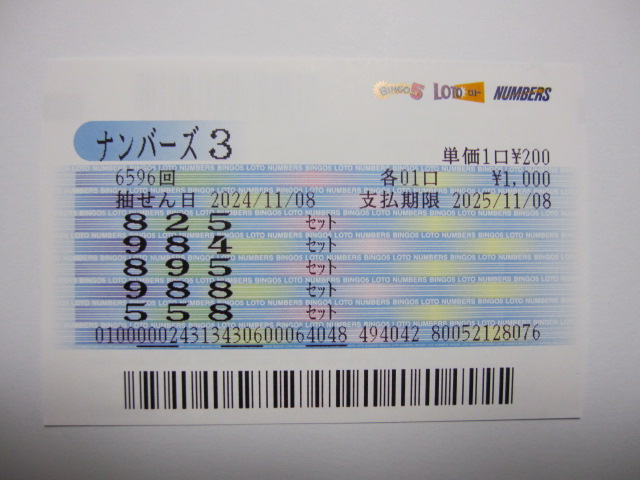 BINGO5 LOTO NUMBERS
ナンバーズ3
単価1口¥200
6596回 各01口 ¥1,000
抽せん日 2024/11/08 支払期限 2025/11/08
825 セット
984 セット
895 セット
988 セット
558 セット
010000024313430600064048 494042 80052128076